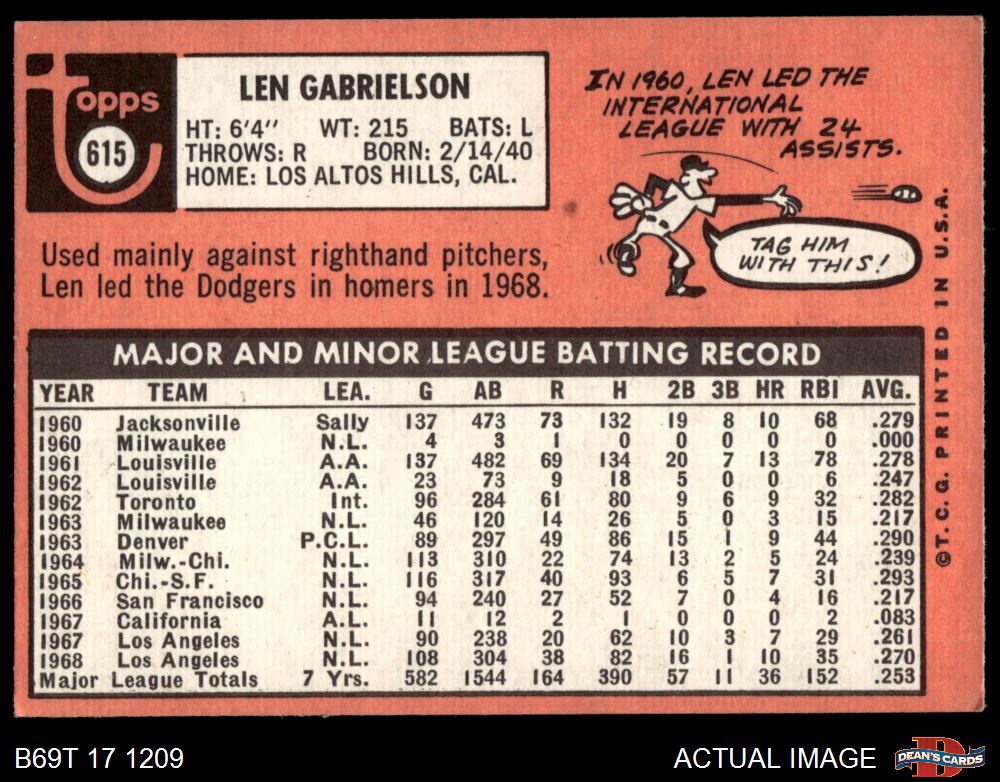 Topps
615
LEN GABRIELSON
HT: 6'4" WT: 215 BATS: L
THROWS: R BORN: 2/14/40
HOME: LOS ALTOS HILLS, CAL.
IN 1960, LEN LED THE
INTERNATIONAL
LEAGUE WITH 24
ASSISTS.
TAG HIM
WITH THIS!
Used mainly against righthand pitchers,
Len led the Dodgers in homers in 1968.
MAJOR AND MINOR LEAGUE BATTING RECORD
YEAR TEAM LEA. G AB R H 2B 3B HR RBI AVG.
1960 Jacksonville Sally 137 473 73 132 19 8 10 68 .279
1960 Milwaukee N.L. 4 3 1 0 0 0 0 0 .000
1961 Louisville A.A. 137 482 69 134 20 7 13 78 .278
1962 Louisville A.A. 23 73 9 18 5 0 0 6 .247
1962 Toronto Int. 96 284 61 80 9 6 9 32 .282
1963 Milwaukee N.L. 46 120 14 26 5 0 3 15 .217
1963 Denver P.C.L. 89 297 49 86 15 1 9 44 .290
1964 Milw.-Chi. N.L. 113 310 22 74 13 2 5 24 .239
1965 Chi.-S.F. N.L. 116 317 40 93 6 5 7 31 .293
1966 San Francisco N.L. 94 240 27 52 7 0 4 16 .217
1967 California A.L. 11 12 2 1 0 0 0 2 .083
1967 Los Angeles N.L. 90 238 20 62 10 3 7 29 .261
1968 Los Angeles N.L. 108 304 38 82 16 1 10 35 .270
Major League Totals 7 Yrs. 582 1544 164 390 57 11 36 152 .253
©T. C. G. PRINTED IN U.S.A.
B69T 17 1209
ACTUAL IMAGE
D
DEAN'S CARDS